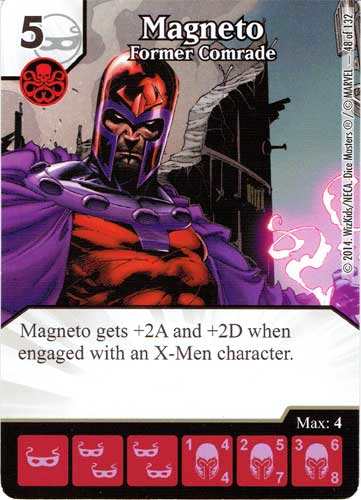 5
Magneto
Former Comrade
© 2014, WizKids/NECA, Dice Masters ® / © MARVEL — 48 of 132
Magneto gets +2A and +2D when
engaged with an X-Men character.
Max: 4
1 4 4 2 5 7 3 6 8